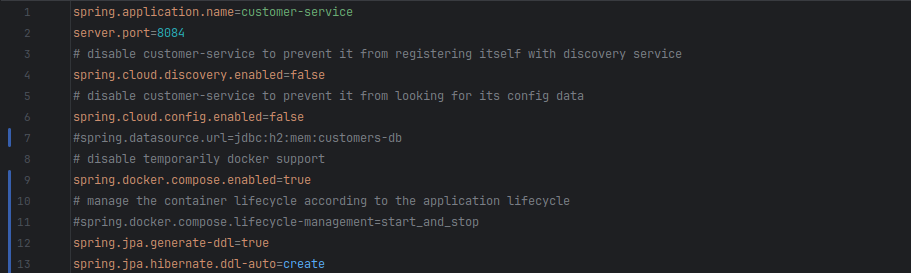 1 spring.application.name=customer-service
2 server.port=8084
3 # disable customer-service to prevent it from registering itself with discovery service
4 spring.cloud.discovery.enabled=false
5 # disable customer-service to prevent it from looking for its config data
6 spring.cloud.config.enabled=false
7 #spring.datasource.url=jdbc:h2:mem:customers-db
8 # disable temporarily docker support
9 spring.docker.compose.enabled=true
10 # manage the container lifecycle according to the application lifecycle
11 #spring.docker.compose.lifecycle-management=start_and_stop
12 spring.jpa.generate-ddl=true
13 spring.jpa.hibernate.ddl-auto=create